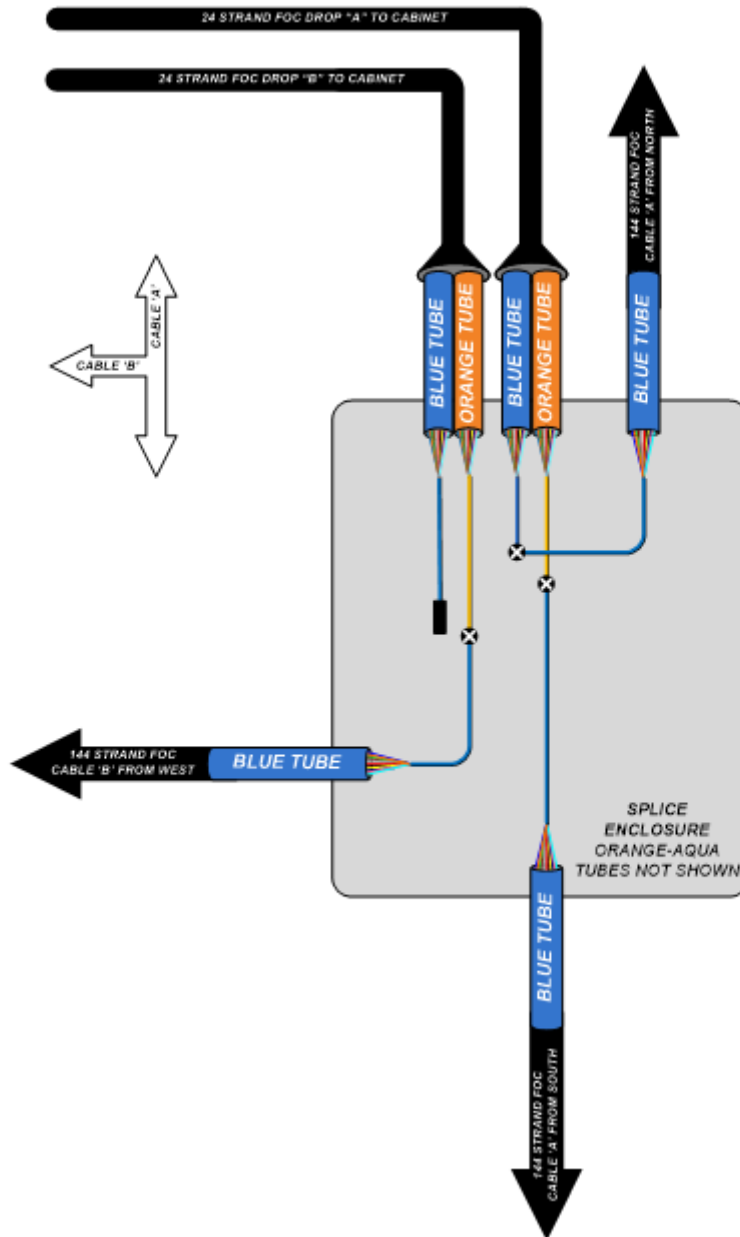 24 STRAND FOC DROP "A" TO CABINET
24 STRAND FOC DROP "B" TO CABINET
144 STRAND FOC
CABLE 'A' FROM NORTH
BLUE TUBE
ORANGE TUBE
BLUE TUBE
ORANGE TUBE
BLUE TUBE
CABLE 'A'
CABLE 'B'
144 STRAND FOC
CABLE 'B' FROM WEST
BLUE TUBE
SPLICE
ENCLOSURE
ORANGE-AQUA
TUBES NOT SHOWN
BLUE TUBE
144 STRAND FOC
CABLE 'A' FROM SOUTH